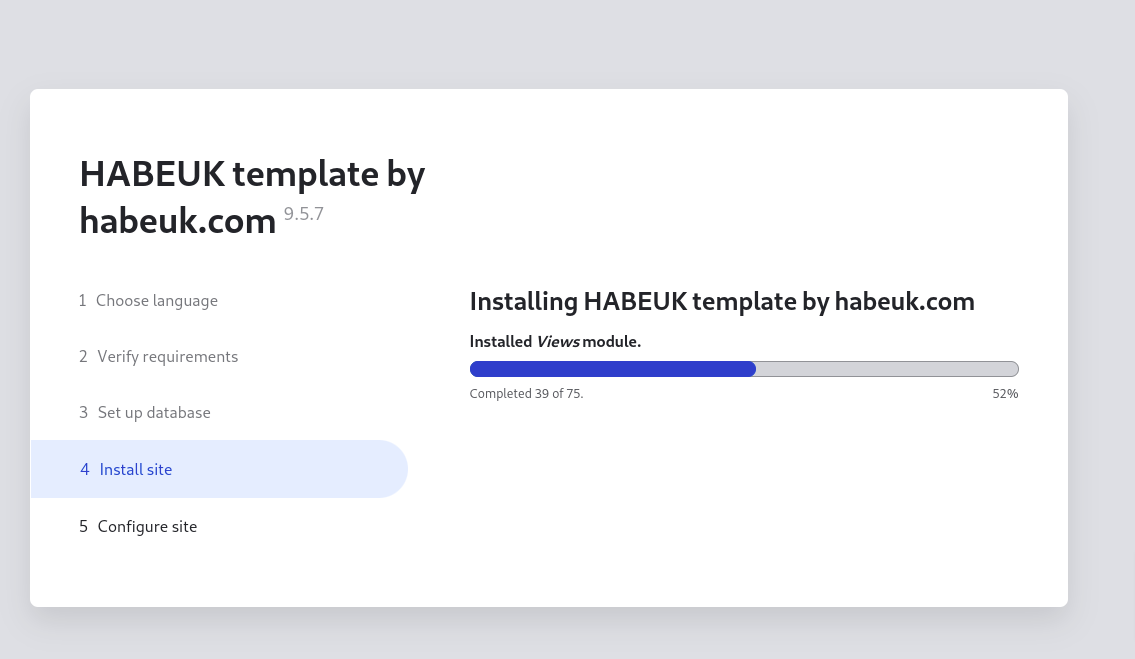 HABEUK template by
habeuk.com 9.5.7
1 Choose language
2 Verify requirements
3 Set up database
4 Install site
5 Configure site
Installing HABEUK template by habeuk.com
Installed Views module.
Completed 39 of 75.
52%